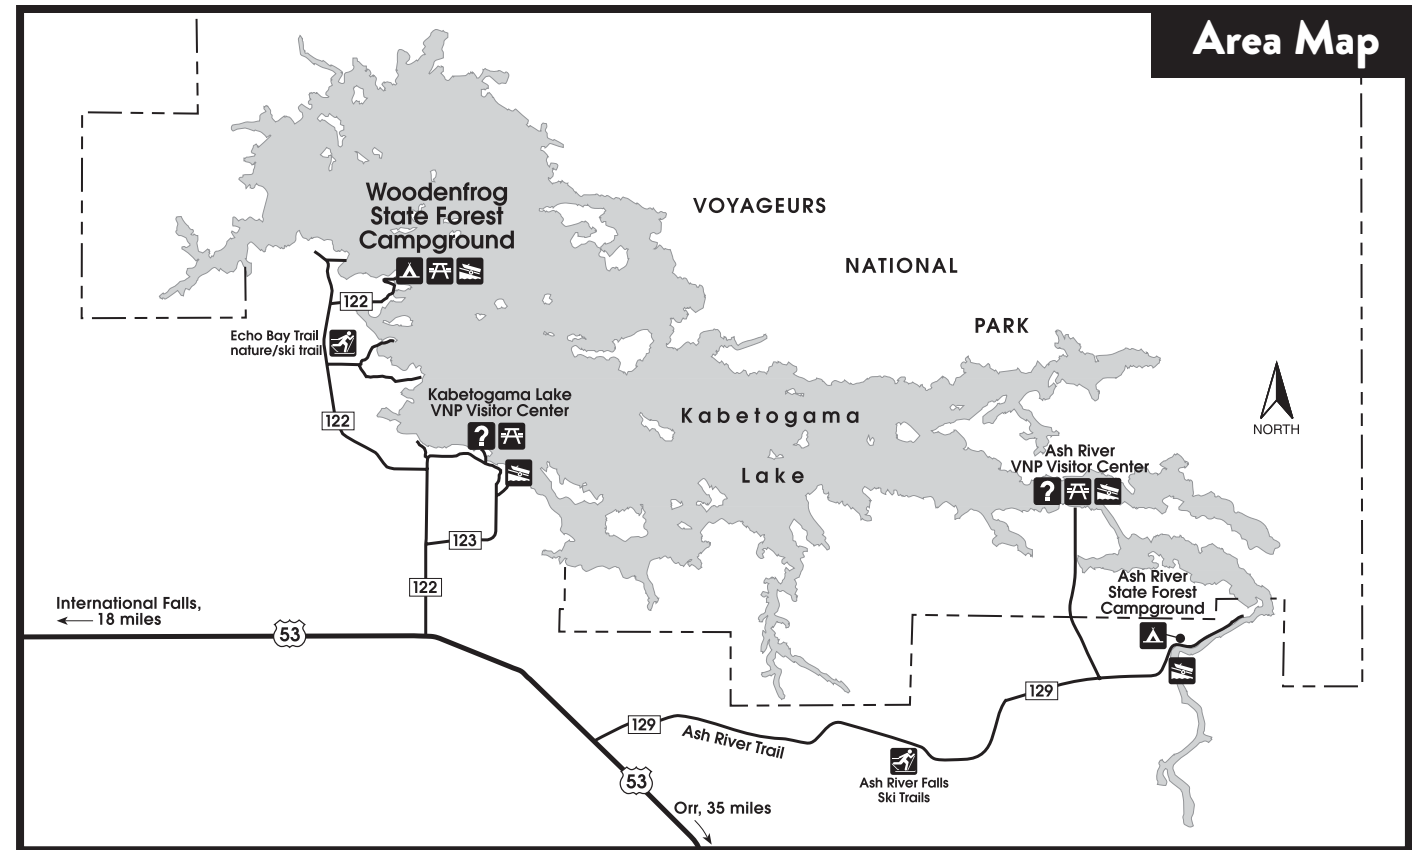 Area Map
Woodenfrog
State Forest
Campground
VOYAGEURS
NATIONAL
PARK
122
Echo Bay Trail
nature/ski trail
Kabetogama Lake
VNP Visitor Center
?
122
Kabetogama
Lake
NORTH
Ash River
VNP Visitor Center
?
123
122
Ash River
State Forest
Campground
International Falls,
18 miles
53
129
129
Ash River Trail
53
Ash River Falls
Ski Trails
Orr, 35 miles